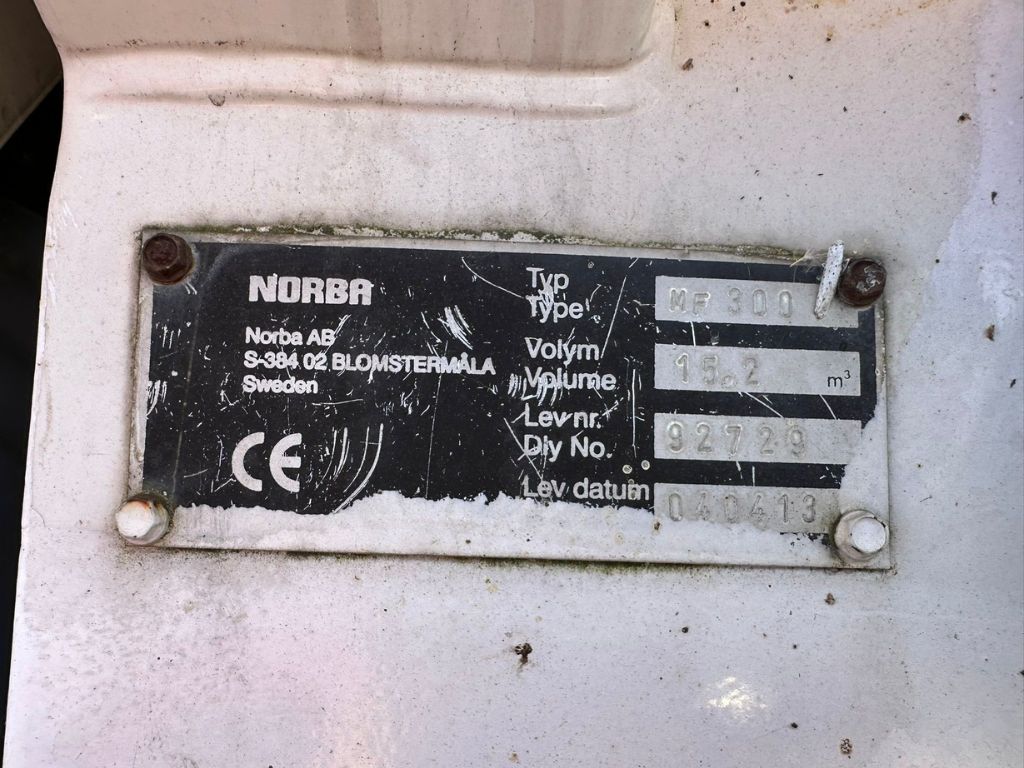 NORBA
Norba AB
S-384 02 BLOMSTERMÅLA
Sweden
CE
Typ
Type
MF 300
Volym
Volume
15.2 m³
Lev nr.
Dly No.
92729
Lev datum
040413